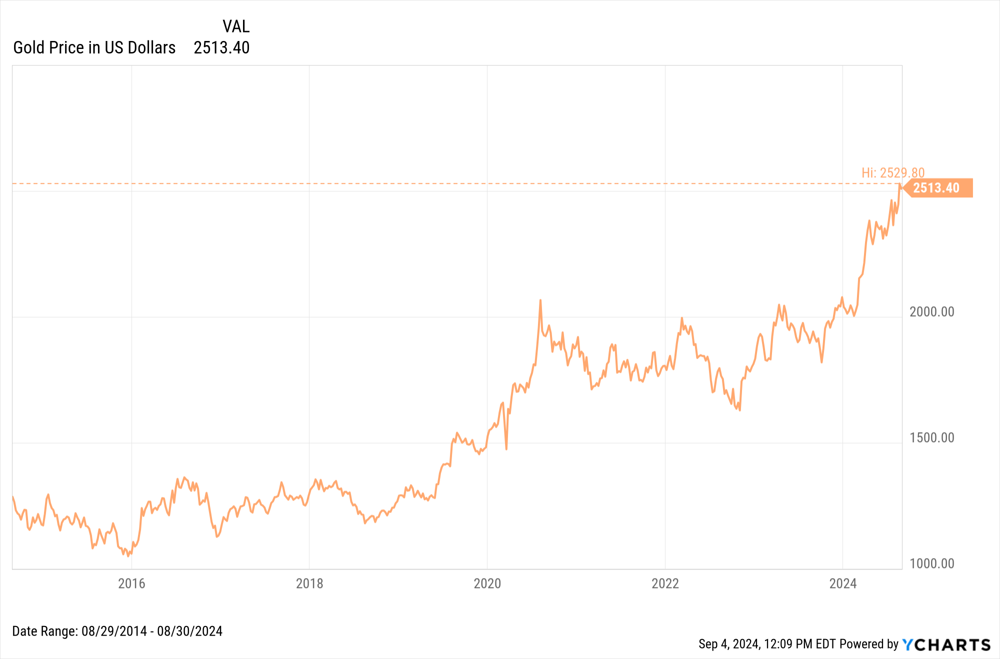 VAL
Gold Price in US Dollars 2513.40
Hi: 2529.80
2513.40
2000.00
1500.00
1000.00
2016 2018 2020 2022 2024
Date Range: 08/29/2014 - 08/30/2024
Sep 4, 2024, 12:09 PM EDT Powered by YCHARTS